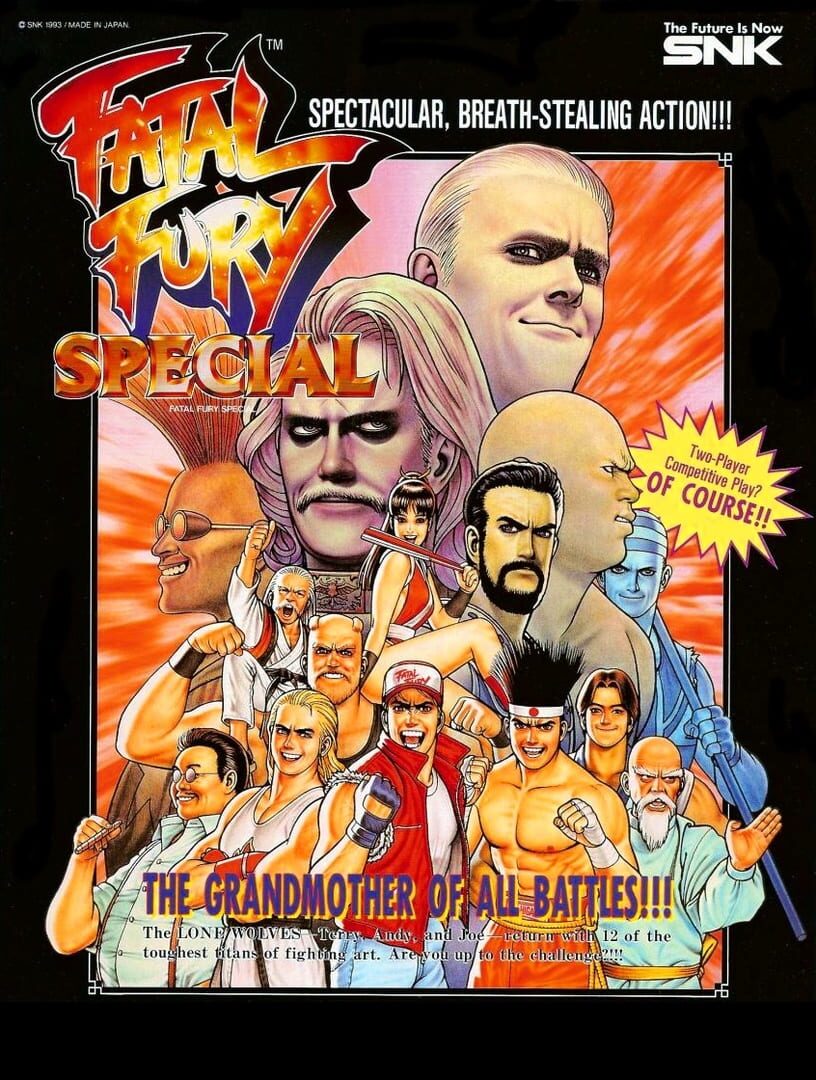 © SNK 1993 / MADE IN JAPAN.
The Future Is Now
SNK
FATAL FURY™
SPECIAL
FATAL FURY SPECIAL
SPECTACULAR, BREATH-STEALING ACTION!!!
Two-Player
Competitive Play?
OF COURSE!!
FATAL
FURY
THE GRANDMOTHER OF ALL BATTLES!!!
The LONE WOLVES—Terry, Andy, and Joe—return with 12 of the
toughest titans of fighting art. Are you up to the challenge?!!!